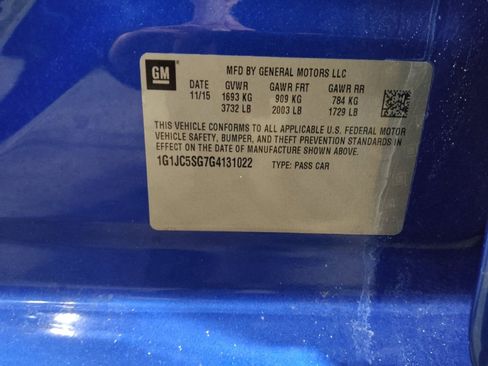 GM
MFD BY GENERAL MOTORS LLC
DATE GVWR GAWR FRT GAWR RR
11/15 1693 KG 909 KG 784 KG
3732 LB 2003 LB 1729 LB
THIS VEHICLE CONFORMS TO ALL APPLICABLE U.S. FEDERAL MOTOR
VEHICLE SAFETY, BUMPER, AND THEFT PREVENTION STANDARDS IN
EFFECT ON THE DATE OF MANUFACTURE SHOWN ABOVE.
1G1JC5SG7G4131022 TYPE: PASS CAR